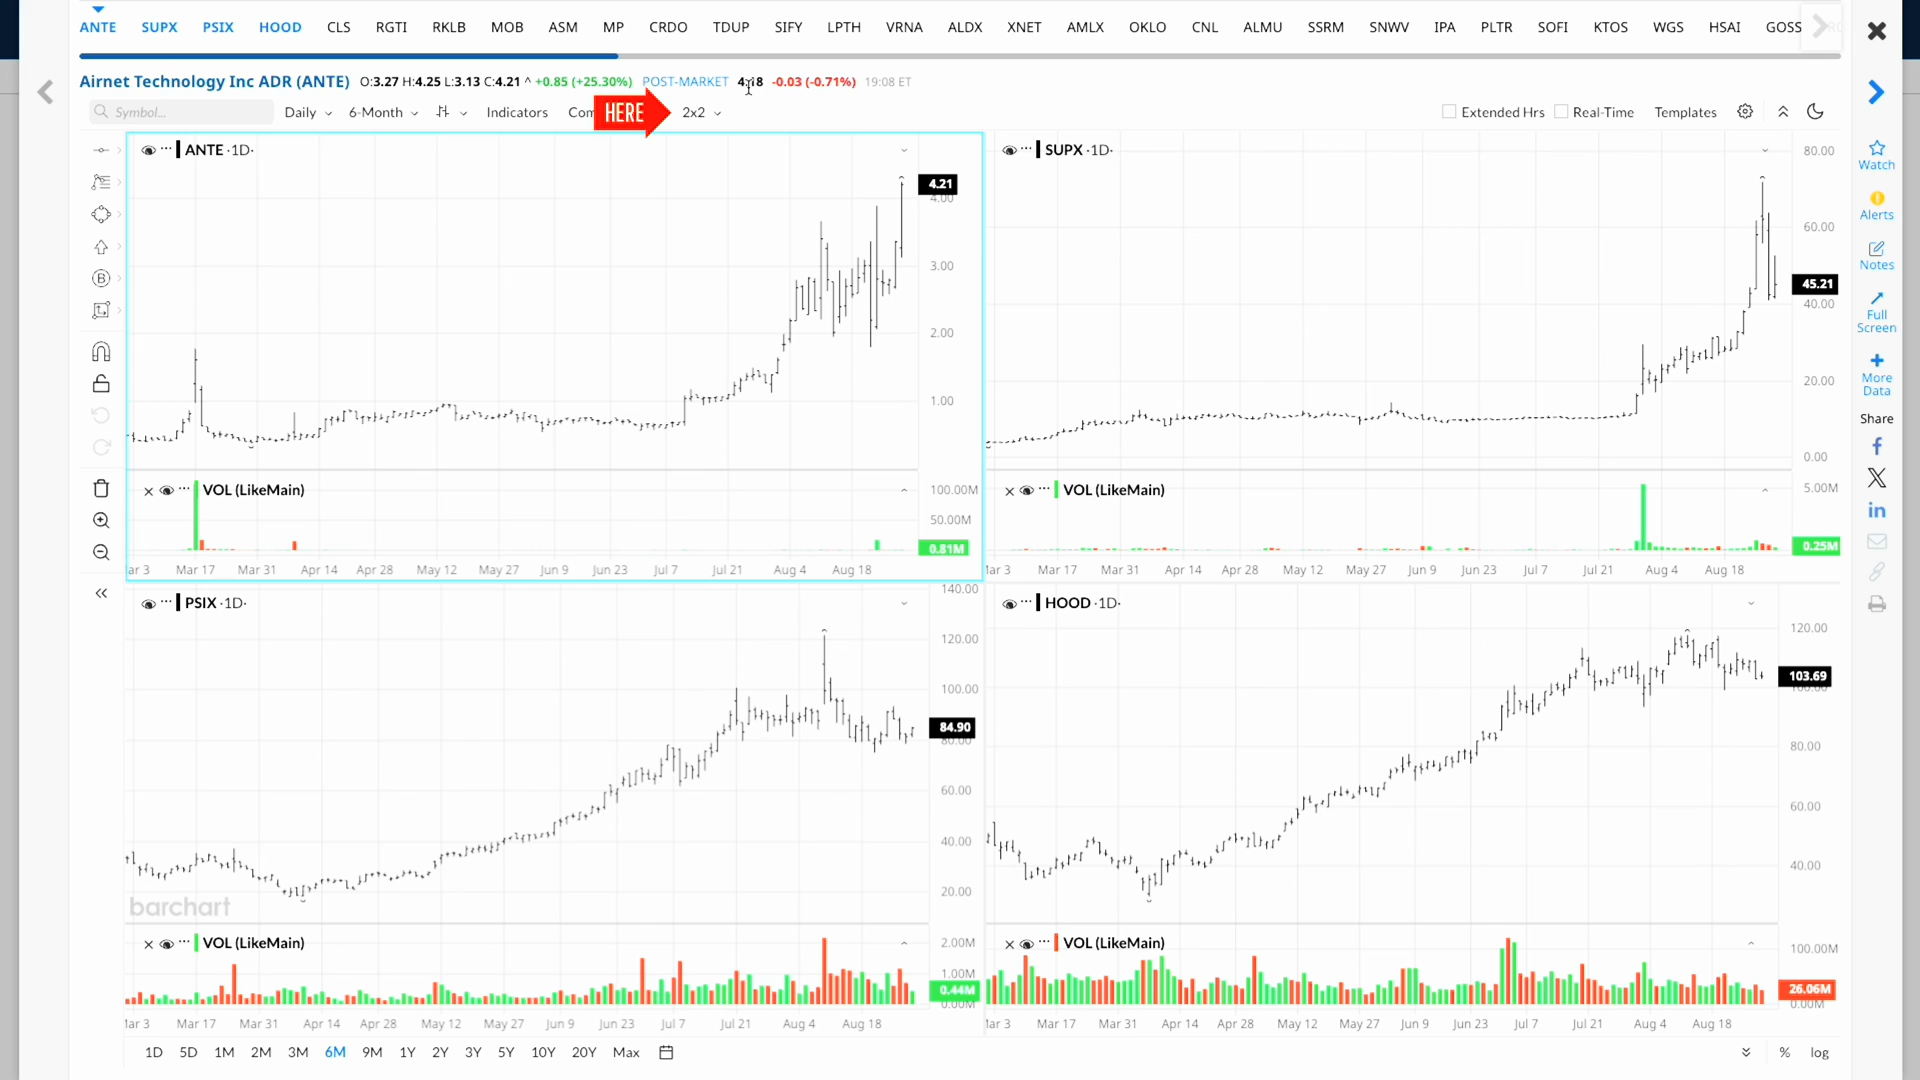 ANTE SUPX PSIX HOOD CLS RGTI RKLB MOB ASM MP CRDO TDUP SIFY LPTH VRNA ALDX XNET AMLX OKLO CNL ALMU SSRM SNWV IPA PLTR SOFI KTOS WGS HSAI GOSS
Airnet Technology Inc ADR (ANTE) O:3.27 H:4.25 L:3.13 C:4.21 ^ +0.85 (+25.30%) POST-MARKET 4.18 -0.03 (-0.71%) 19:08 ET
Symbol... Daily 6-Month Indicators Com HERE 2x2 Extended Hrs Real-Time Templates
ANTE ·1D·
4.21
4.00
3.00
2.00
1.00
VOL (LikeMain)
100.00M
50.00M
0.81M
Mar 17 Mar 31 Apr 14 Apr 28 May 12 May 27 Jun 9 Jun 23 Jul 7 Jul 21 Aug 4 Aug 18
SUPX ·1D·
80.00
60.00
45.21
40.00
20.00
0.00
VOL (LikeMain)
5.00M
0.25M
Mar 17 Mar 31 Apr 14 Apr 28 May 12 May 27 Jun 9 Jun 23 Jul 7 Jul 21 Aug 4 Aug 18
PSIX ·1D·
140.00
120.00
100.00
84.90
80.00
60.00
40.00
20.00
barchart
VOL (LikeMain)
2.00M
1.00M
0.44M
0.00M
Mar 17 Mar 31 Apr 14 Apr 28 May 12 May 27 Jun 9 Jun 23 Jul 7 Jul 21 Aug 4 Aug 18
HOOD ·1D·
120.00
103.69
100.00
80.00
60.00
40.00
VOL (LikeMain)
100.00M
26.06M
0.00M
Mar 17 Mar 31 Apr 14 Apr 28 May 12 May 27 Jun 9 Jun 23 Jul 7 Jul 21 Aug 4 Aug 18
1D 5D 1M 2M 3M 6M 9M 1Y 2Y 3Y 5Y 10Y 20Y Max % log
Watch
Alerts
Notes
Full
Screen
More
Data
Share